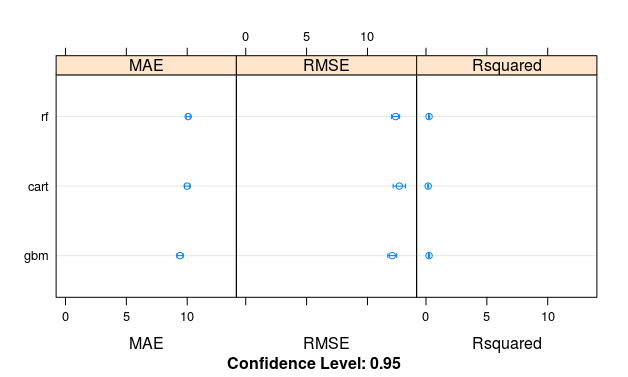 0 10
MAE RMSE Rsquared
rf
cart
gbm
0 5 10 0 5 10
MAE RMSE Rsquared
Confidence Level: 0.95